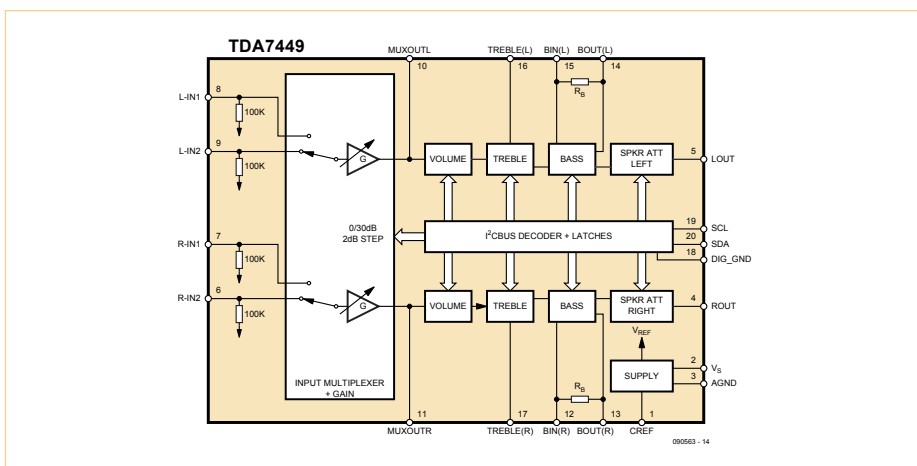 TDA7449
MUXOUTL
TREBLE(L)
BIN(L)
BOUT(L)
10
16
15
14
L-IN1
8
100K
L-IN2
9
100K
G
VOLUME
TREBLE
BASS
SPKR ATT
LEFT
5
LOUT
RB
0/30dB
2dB STEP
I2CBUS DECODER + LATCHES
19
SCL
20
SDA
18
DIG_GND
R-IN1
7
100K
R-IN2
6
100K
G
VOLUME
TREBLE
BASS
SPKR ATT
RIGHT
4
ROUT
VREF
SUPPLY
2
VS
3
AGND
INPUT MULTIPLEXER
+ GAIN
RB
11
17
12
13
1
MUXOUTR
TREBLE(R)
BIN(R)
BOUT(R)
CREF
090563 - 14